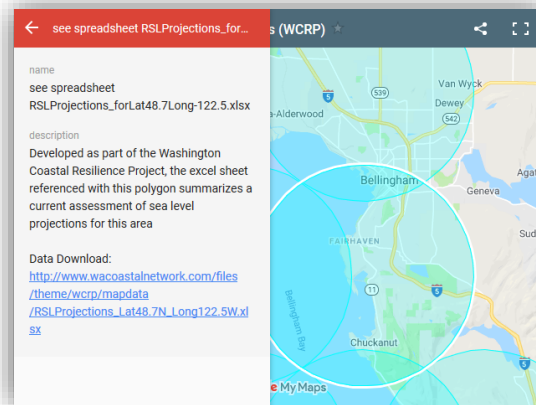 see spreadsheet RSLProjections_for...
s (WCRP)
name
see spreadsheet
RSLProjections_forLat48.7Long-122.5.xlsx
description
Developed as part of the Washington
Coastal Resilience Project, the excel sheet
referenced with this polygon summarizes a
current assessment of sea level
projections for this area
Data Download:
http://www.wacoastalnetwork.com/files
/theme/wcrp/mapdata
/RSLProjections_Lat48.7N_Long122.5W.xl
sx
Van Wyck
539
5
Dewey
a-Alderwood
542
Bellingham
Agat
Geneva
Sud
FAIRHAVEN
11
5
Bellingham Bay
Chuckanut
5
e My Maps